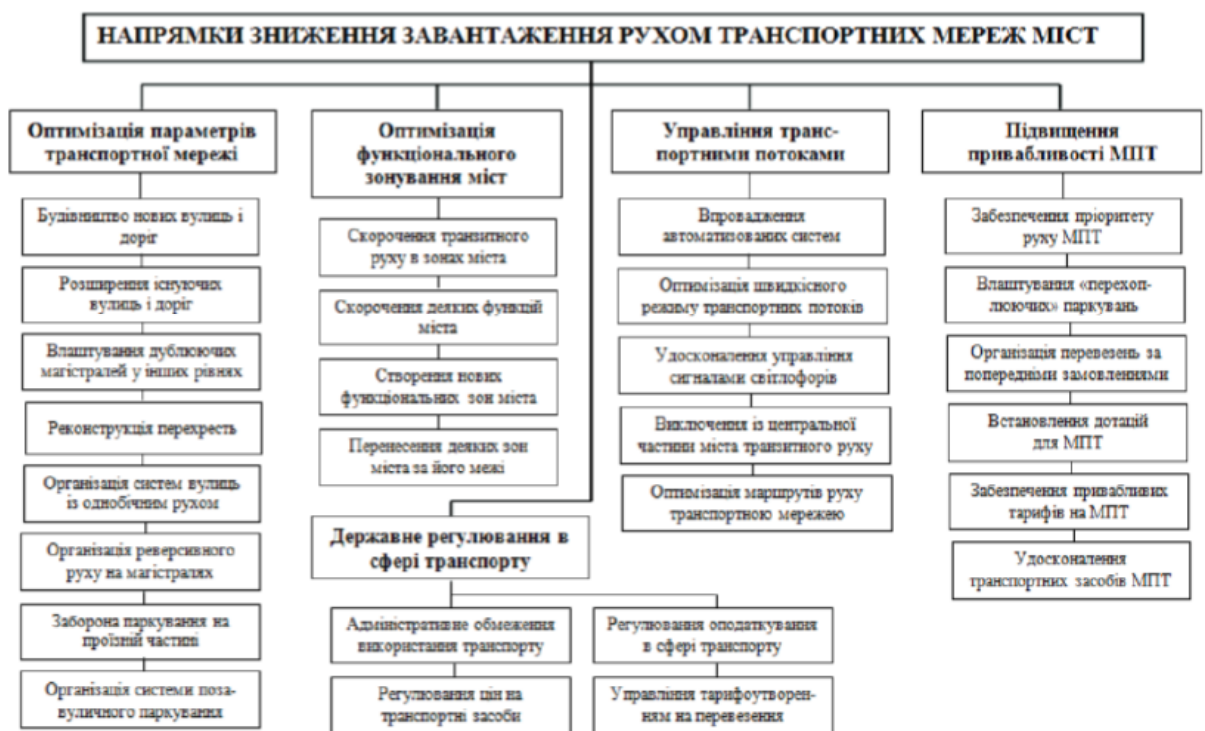 НАПРЯМКИ ЗНИЖЕННЯ ЗАВАНТАЖЕННЯ РУХОМ ТРАНСПОРТНИХ МЕРЕЖ МІСТ
Оптимізація параметрів
транспортної мережі
Будівництво нових вулиць і
доріг
Розширення існуючих
вулиць і доріг
Влаштування дублюючих
магістралей у інших рівнях
Реконструкція перехресть
Організація систем вулиць
із однобічним рухом
Організація реверсивного
руху на магістралях
Заборона паркування на
проїзній частині
Організація системи поза-
вуличного паркування
Оптимізація
функціонального
зонування міст
Скорочення транзитного
руху в зонах міста
Скорочення деяких функцій
міста
Створення нових
функціональних зон міста
Перенесення деяких зон
міста за його межі
Державне регулювання в
сфері транспорту
Адміністративне обмеження
використання транспорту
Регулювання цін на
транспортні засоби
Регулювання оподаткування
в сфері транспорту
Управління тарифоутворен-
ням на перевезення
Управління транс-
портними потоками
Впровадження
автоматизованих систем
Оптимізація швидкісного
режиму транспортних потоків
Удосконалення управління
сигналами світлофорів
Виключення із центральної
частини міста транзитного руху
Оптимізація маршрутів руху
транспортною мережею
Підвищення
привабливості МПТ
Забезпечення пріоритету
руху МПТ
Влаштування «перехоп-
люючих» паркувань
Організація перевезень за
попередніми замовленнями
Встановлення дотацій
для МПТ
Забезпечення привабливих
тарифів на МПТ
Удосконалення
транспортних засобів МПТ